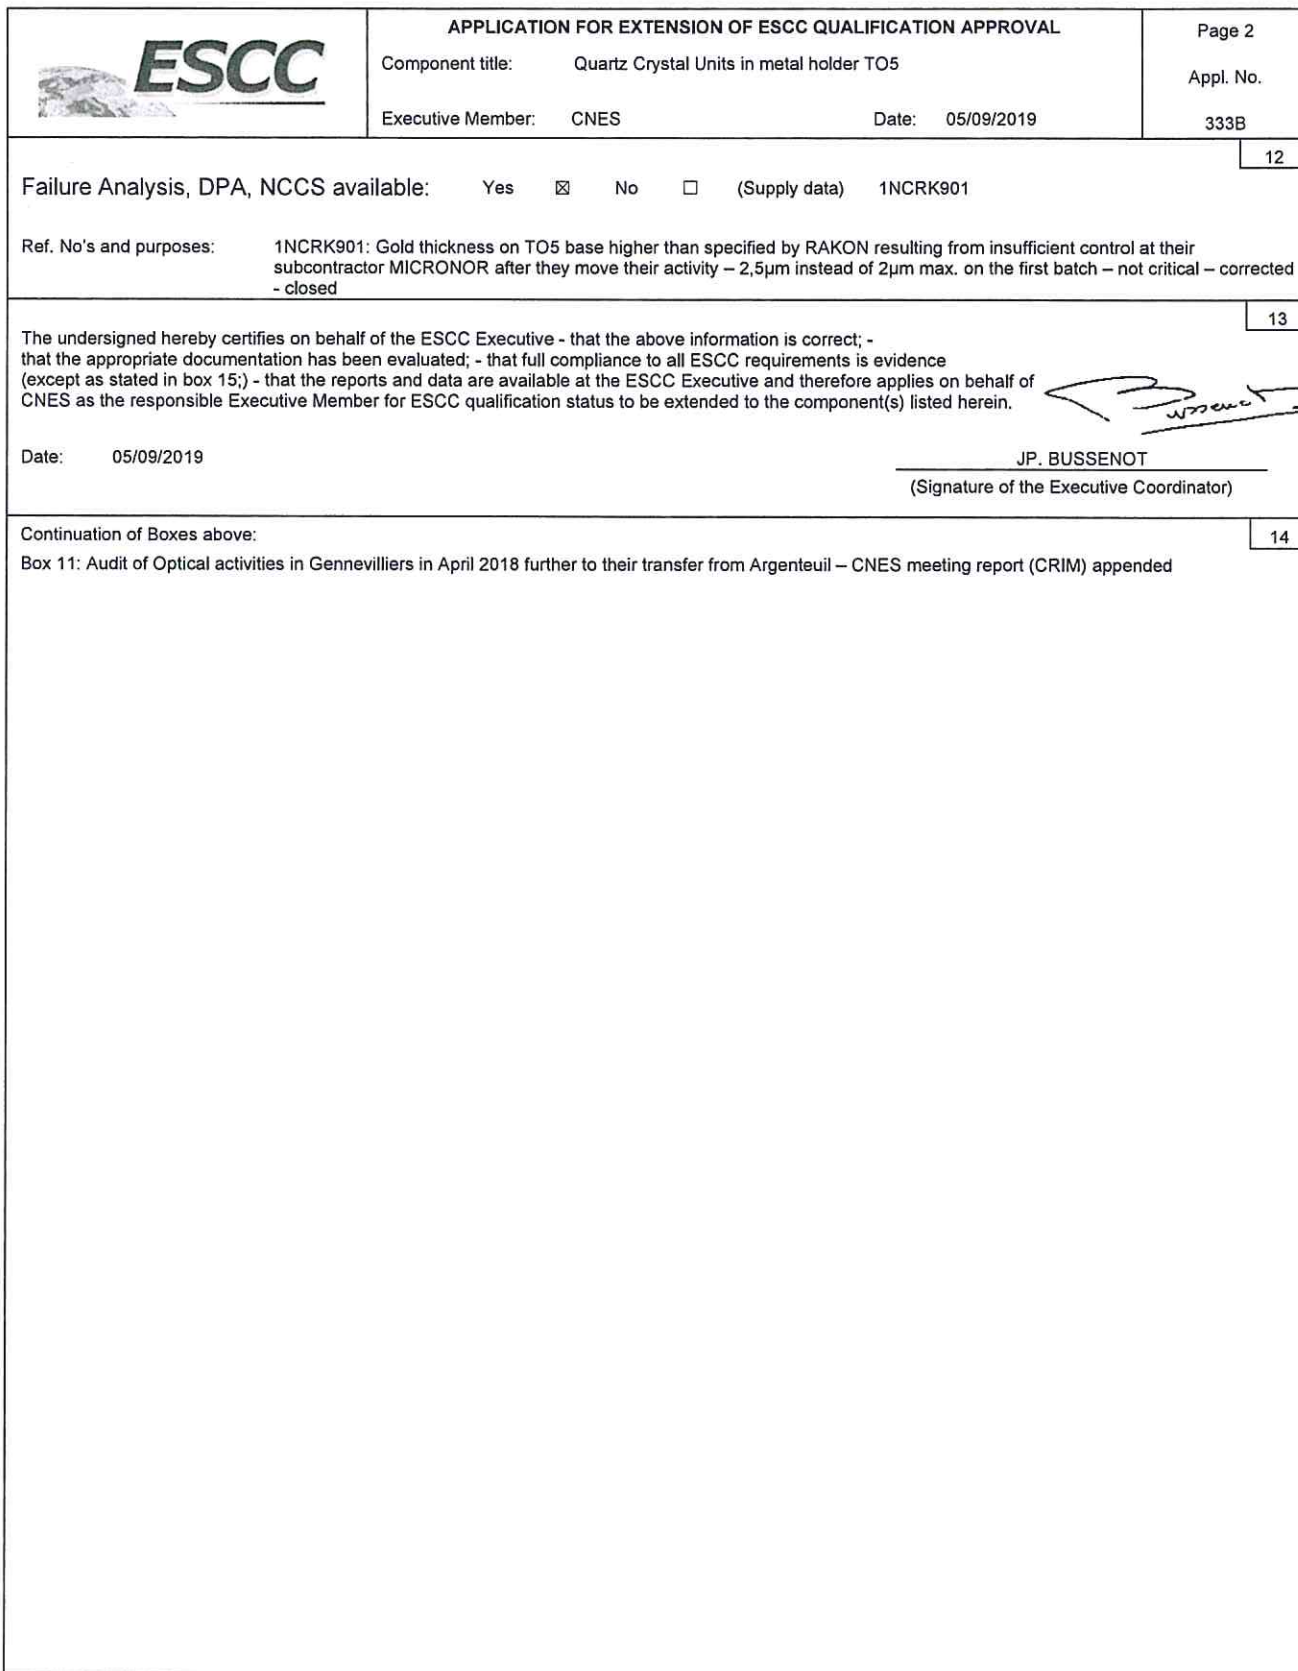 ESCC
APPLICATION FOR EXTENSION OF ESCC QUALIFICATION APPROVAL
Component title: Quartz Crystal Units in metal holder TO5
Executive Member: CNES Date: 05/09/2019
Page 2
Appl. No.
333B
12
Failure Analysis, DPA, NCCS available: Yes ☒ No ☐ (Supply data) 1NCRK901
Ref. No's and purposes: 1NCRK901: Gold thickness on TO5 base higher than specified by RAKON resulting from insufficient control at their
subcontractor MICRONOR after they move their activity – 2,5µm instead of 2µm max. on the first batch – not critical – corrected
- closed
13
The undersigned hereby certifies on behalf of the ESCC Executive - that the above information is correct; -
that the appropriate documentation has been evaluated; - that full compliance to all ESCC requirements is evidence
(except as stated in box 15;) - that the reports and data are available at the ESCC Executive and therefore applies on behalf of
CNES as the responsible Executive Member for ESCC qualification status to be extended to the component(s) listed herein.
Bussenot
Date: 05/09/2019
JP. BUSSENOT
(Signature of the Executive Coordinator)
Continuation of Boxes above:
14
Box 11: Audit of Optical activities in Gennevilliers in April 2018 further to their transfer from Argenteuil – CNES meeting report (CRIM) appended